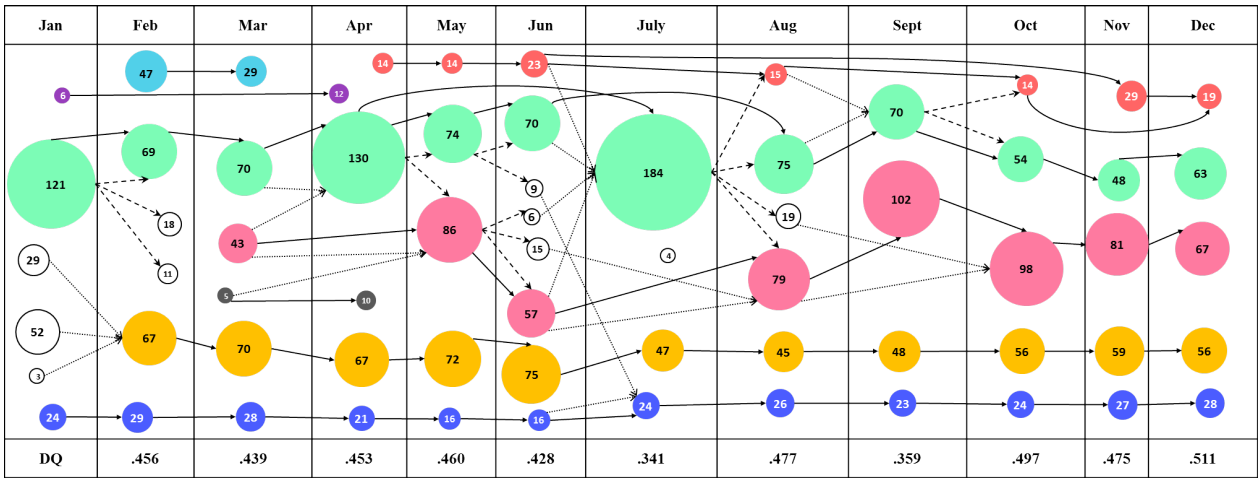 Jan Feb Mar Apr May Jun July Aug Sept Oct Nov Dec
14 14 23 15 14 29 19
47 29
6 12
121 69 70 130 74 70 184 75 70 54 48 63
18 9 6 19
43 86 15 102 81 67
29 11 4
5 10 57 79 98
52 67 70 67 72 75 47 45 48 56 59 56
3
24 29 28 21 16 16 24 26 23 24 27 28
DQ .456 .439 .453 .460 .428 .341 .477 .359 .497 .475 .511